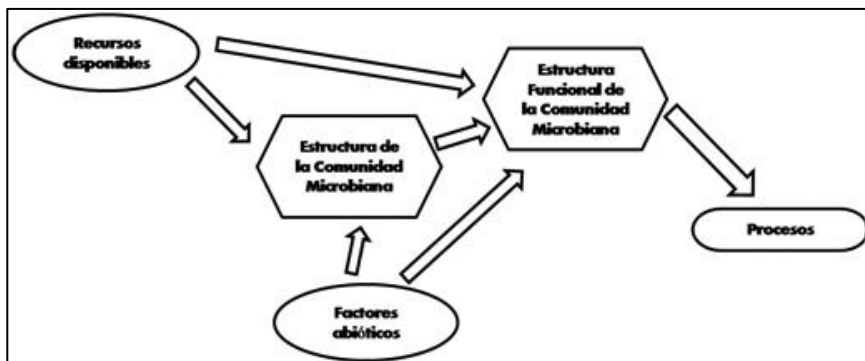 Recursos
disponibles
Estructura
Funcional de
la Comunidad
Microbiana
Estructura de
la Comunidad
Microbiana
Procesos
Factores
abióticos